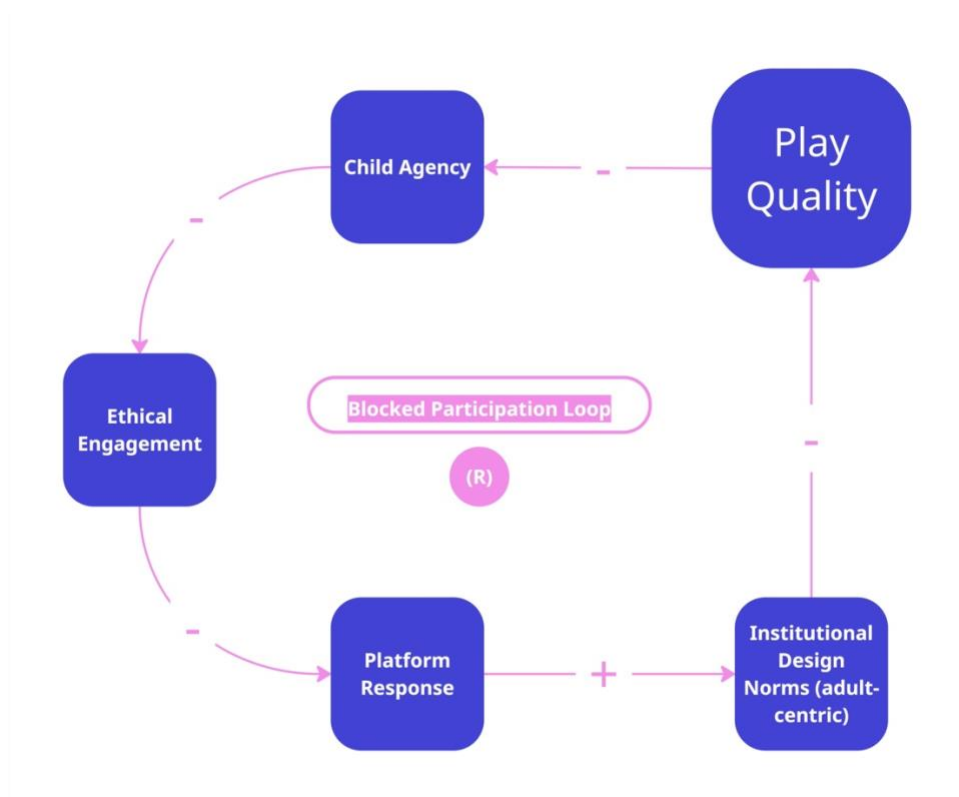 Play
Quality
Child Agency
-
-
Ethical
Engagement
Blocked Participation Loop
(R)
-
-
Platform
Response
+
Institutional
Design
Norms (adult-
centric)